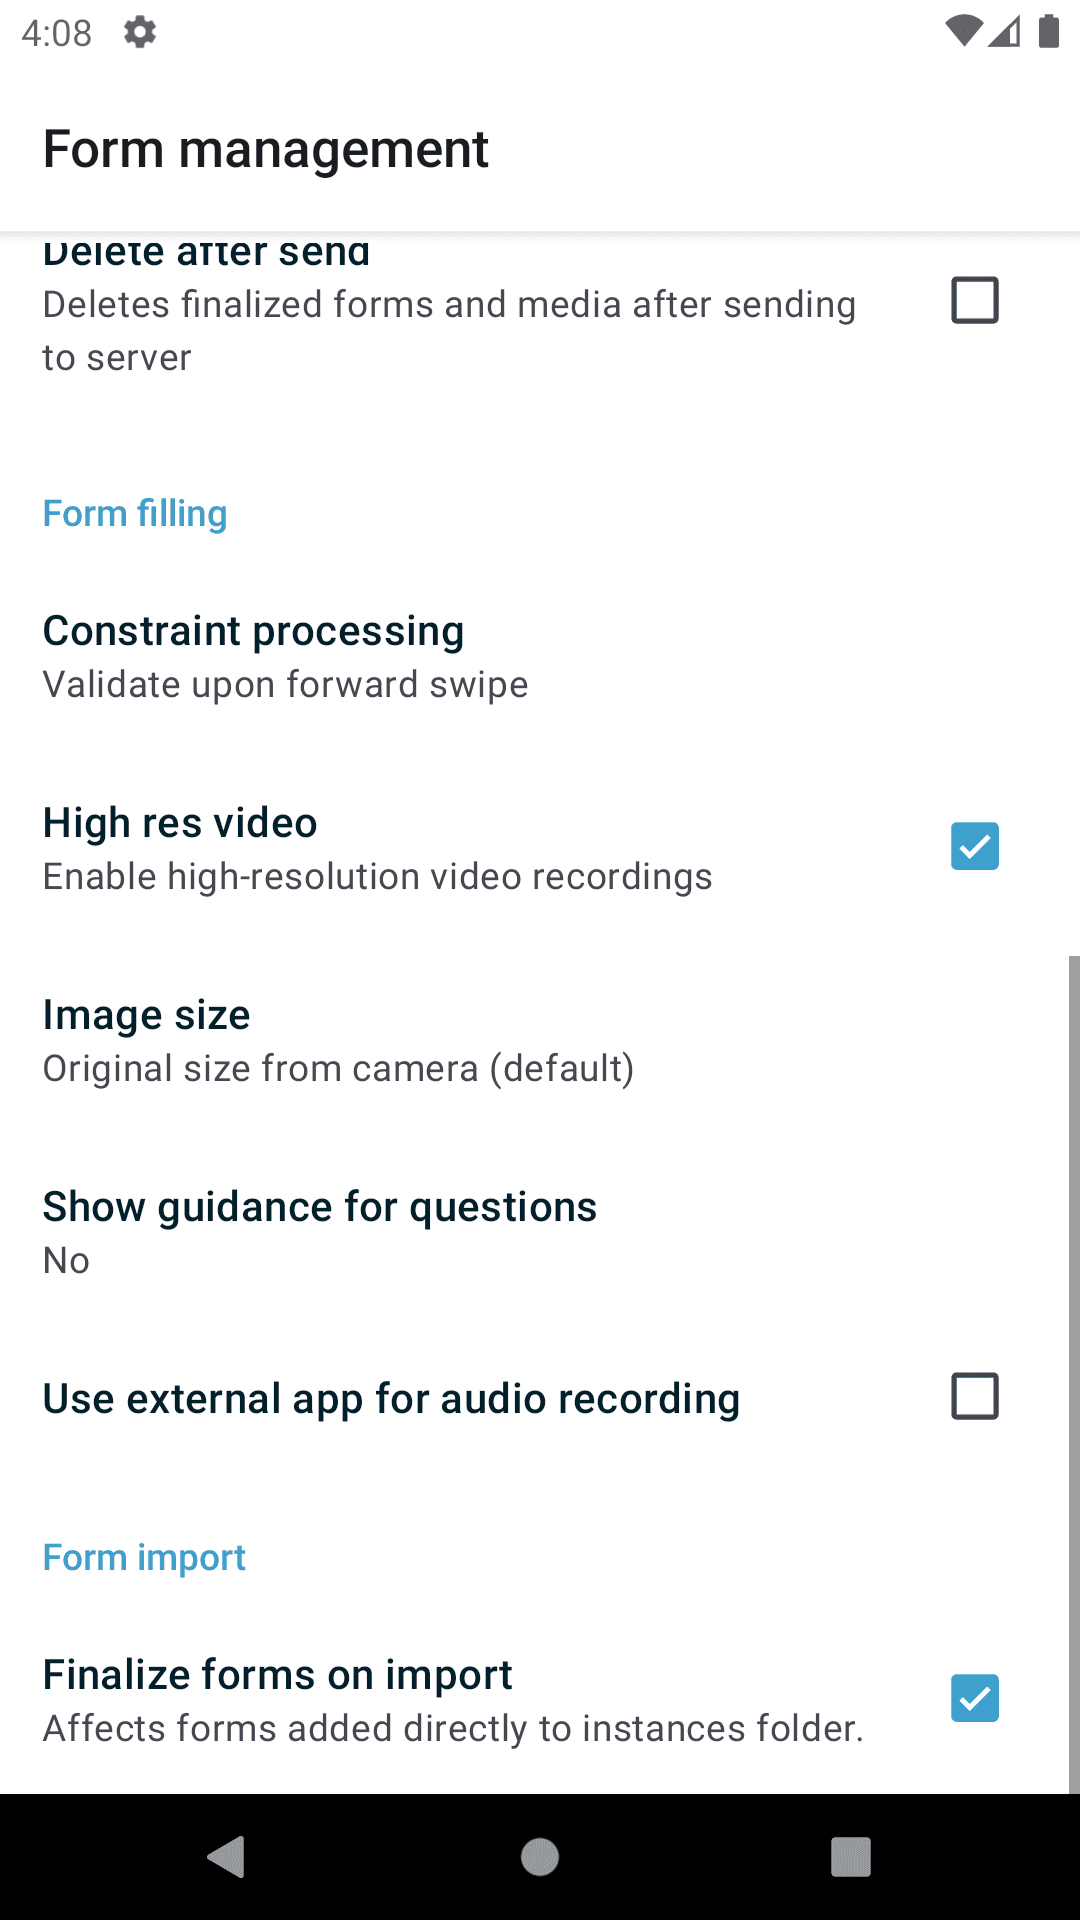 4:08
Form management
Delete after send
Deletes finalized forms and media after sending
to server
Form filling
Constraint processing
Validate upon forward swipe
High res video
Enable high-resolution video recordings
Image size
Original size from camera (default)
Show guidance for questions
No
Use external app for audio recording
Form import
Finalize forms on import
Affects forms added directly to instances folder.